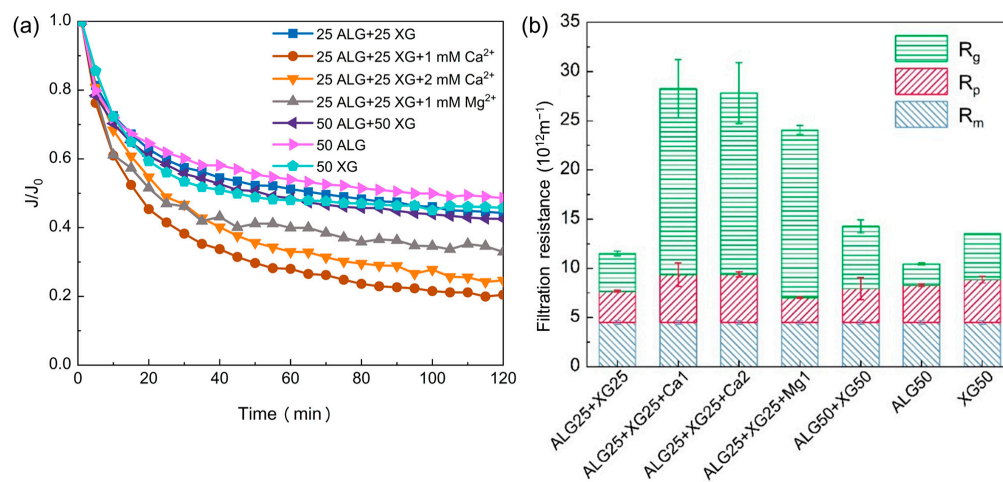 (a)
1.0
0.8
0.6
0.4
0.2
0.0
J/J₀
0
20
40
60
80
100
120
Time（min）
25 ALG+25 XG
25 ALG+25 XG+1 mM Ca²⁺
25 ALG+25 XG+2 mM Ca²⁺
25 ALG+25 XG+1 mM Mg²⁺
50 ALG+50 XG
50 ALG
50 XG
(b)
35
30
25
20
15
10
5
0
Filtration resistance (10¹²m⁻¹)
R_g
R_p
R_m
ALG25+XG25
ALG25+XG25+Ca1
ALG25+XG25+Ca2
ALG25+XG25+Mg1
ALG50+XG50
ALG50
XG50